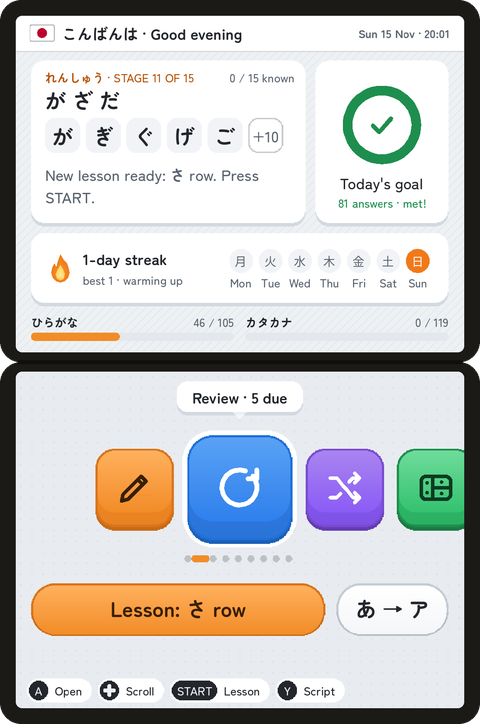 こんばんは · Good evening
Sun 15 Nov · 20:01
れんしゅう · STAGE 11 OF 15
0 / 15 known
が ざ だ
が ぎ ぐ げ ご +10
New lesson ready: さ row. Press
START.
Today's goal
81 answers · met!
1-day streak
best 1 · warming up
月 火 水 木 金 土 日
Mon Tue Wed Thu Fri Sat Sun
ひらがな 46 / 105
カタカナ 0 / 119
Review · 5 due
Lesson: さ row
あ → ア
A Open
Scroll
START Lesson
Y Script